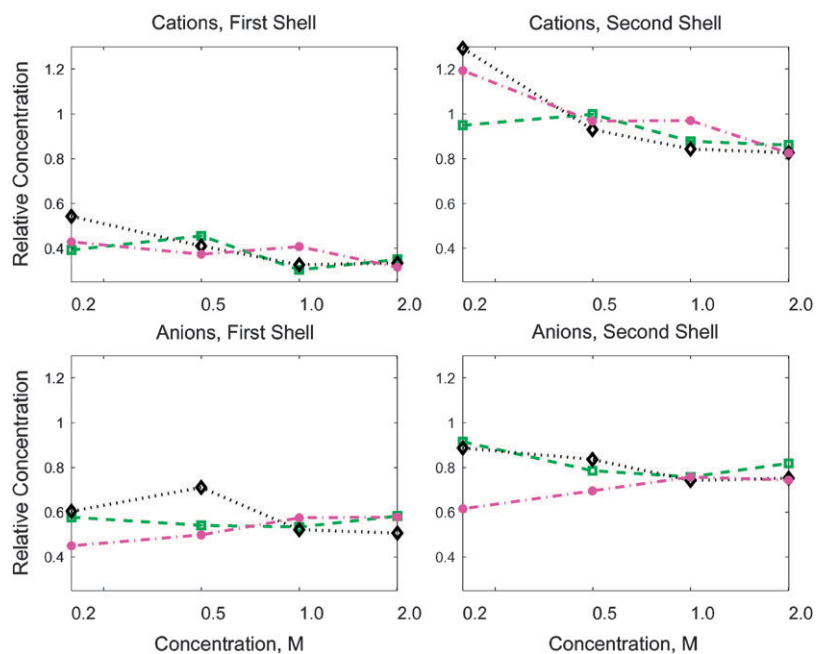 Cations, First Shell
Relative Concentration
1.2
1
0.8
0.6
0.4
0.2 0.5 1.0 2.0
Cations, Second Shell
1.2
1
0.8
0.6
0.4
0.2 0.5 1.0 2.0
Anions, First Shell
Relative Concentration
1.2
1
0.8
0.6
0.4
0.2 0.5 1.0 2.0
Concentration, M
Anions, Second Shell
1.2
1
0.8
0.6
0.4
0.2 0.5 1.0 2.0
Concentration, M